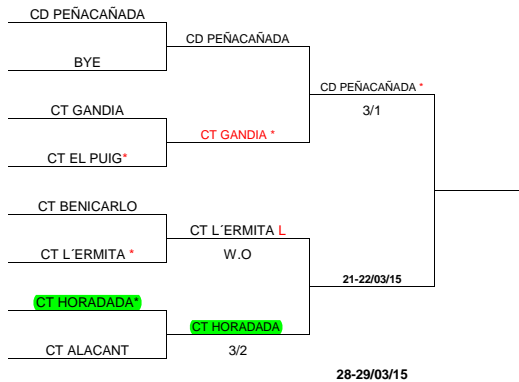 CD PEÑACAÑADA
CD PEÑACAÑADA
BYE
CD PEÑACAÑADA *
CT GANDIA
3/1
CT GANDIA *
CT EL PUIG*
CT BENICARLO
CT L´ERMITA L
CT L´ERMITA *
W.O
21-22/03/15
CT HORADADA*
CT HORADADA
CT ALACANT
3/2
28-29/03/15